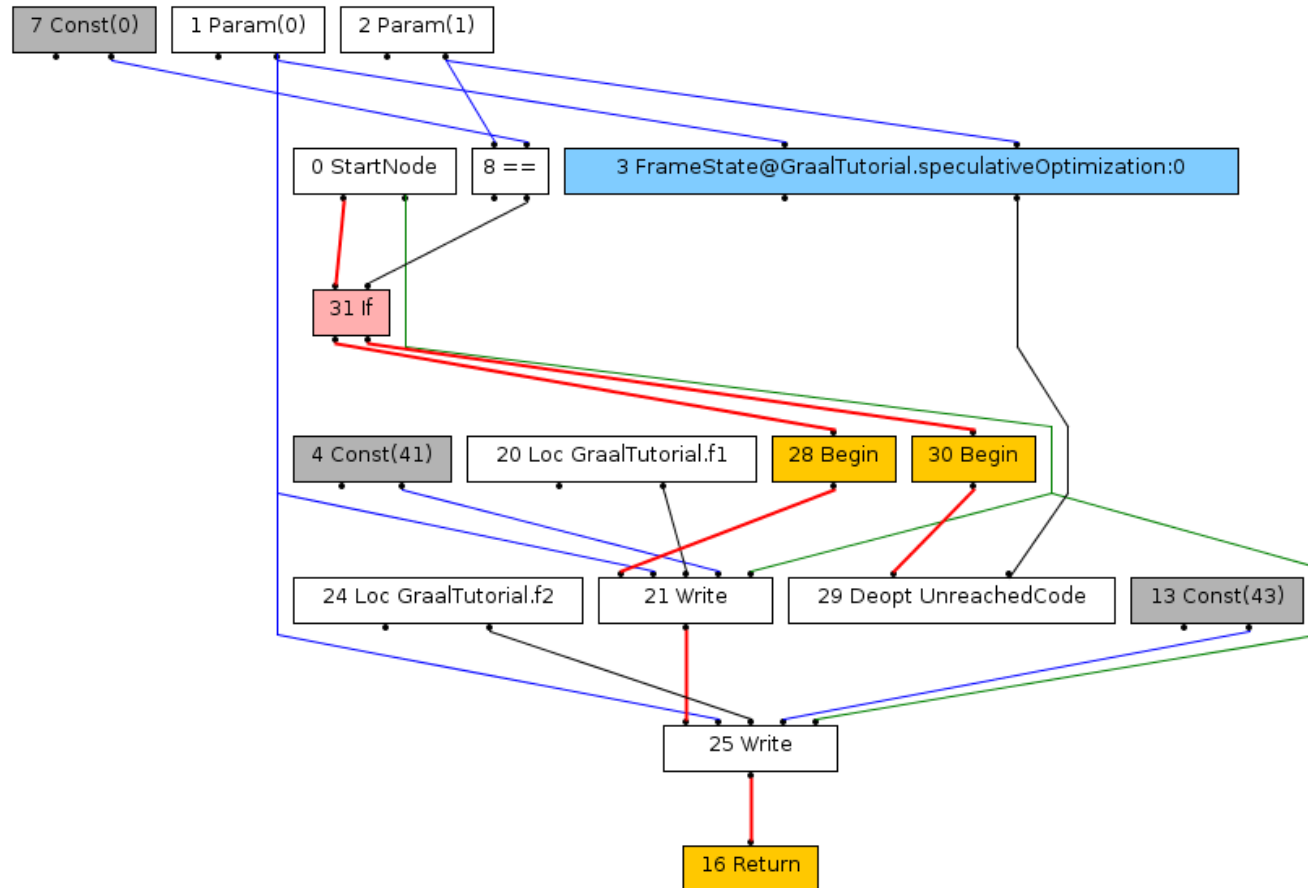 7 Const(0)
1 Param(0)
2 Param(1)
0 StartNode
8 ==
3 FrameState@GraalTutorial.speculativeOptimization:0
31 If
4 Const(41)
20 Loc GraalTutorial.f1
28 Begin
30 Begin
24 Loc GraalTutorial.f2
21 Write
29 Deopt UnreachedCode
13 Const(43)
25 Write
16 Return